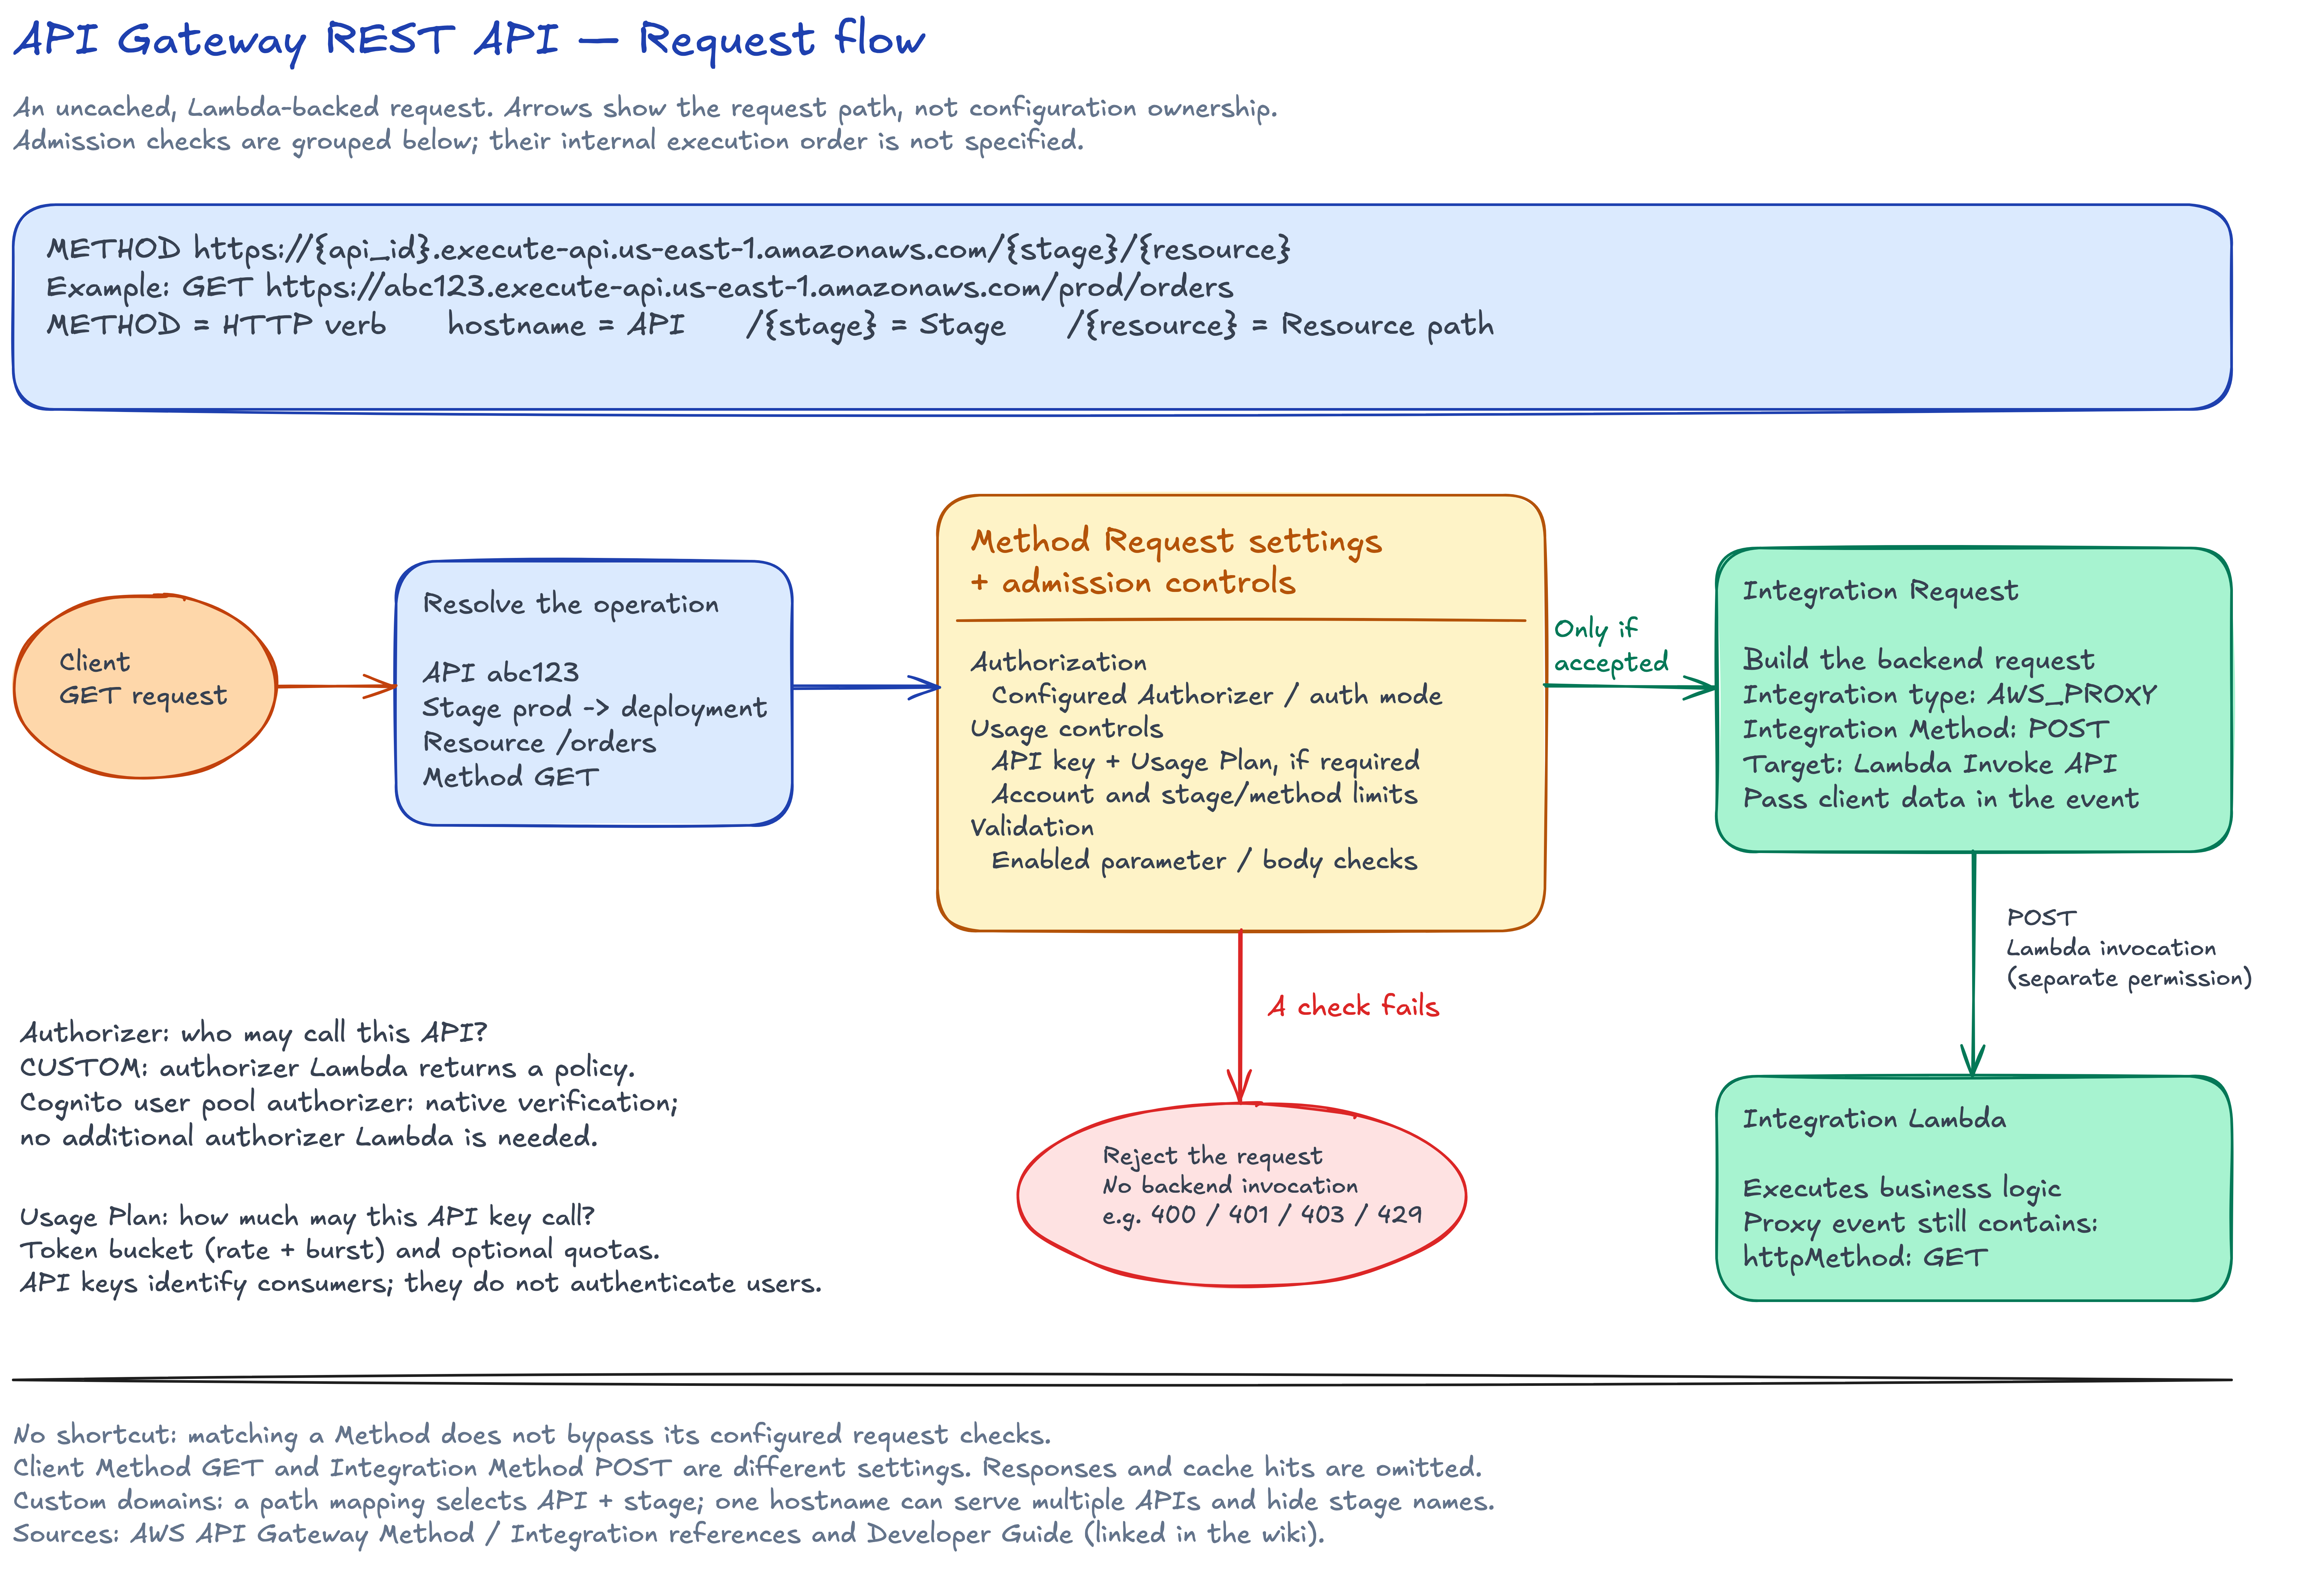 API Gateway REST API — Request flow
An uncached, Lambda-backed request. Arrows show the request path, not configuration ownership.
Admission checks are grouped below; their internal execution order is not specified.
METHOD https://{api_id}.execute-api.us-east-1.amazonaws.com/{stage}/{resource}
Example: GET https://abc123.execute-api.us-east-1.amazonaws.com/prod/orders
METHOD = HTTP verb hostname = API /{stage} = Stage /{resource} = Resource path
Client
GET request
Resolve the operation
API abc123
Stage prod -> deployment
Resource /orders
Method GET
Method Request settings
+ admission controls
Authorization
Configured Authorizer / auth mode
Usage controls
API key + Usage Plan, if required
Account and stage/method limits
Validation
Enabled parameter / body checks
Only if
accepted
Integration Request
Build the backend request
Integration type: AWS_PROXY
Integration Method: POST
Target: Lambda Invoke API
Pass client data in the event
POST
Lambda invocation
(separate permission)
A check fails
Authorizer: who may call this API?
CUSTOM: authorizer Lambda returns a policy.
Cognito user pool authorizer: native verification;
no additional authorizer Lambda is needed.
Usage Plan: how much may this API key call?
Token bucket (rate + burst) and optional quotas.
API keys identify consumers; they do not authenticate users.
Reject the request
No backend invocation
e.g. 400 / 401 / 403 / 429
Integration Lambda
Executes business logic
Proxy event still contains:
httpMethod: GET
No shortcut: matching a Method does not bypass its configured request checks.
Client Method GET and Integration Method POST are different settings. Responses and cache hits are omitted.
Custom domains: a path mapping selects API + stage; one hostname can serve multiple APIs and hide stage names.
Sources: AWS API Gateway Method / Integration references and Developer Guide (linked in the wiki).